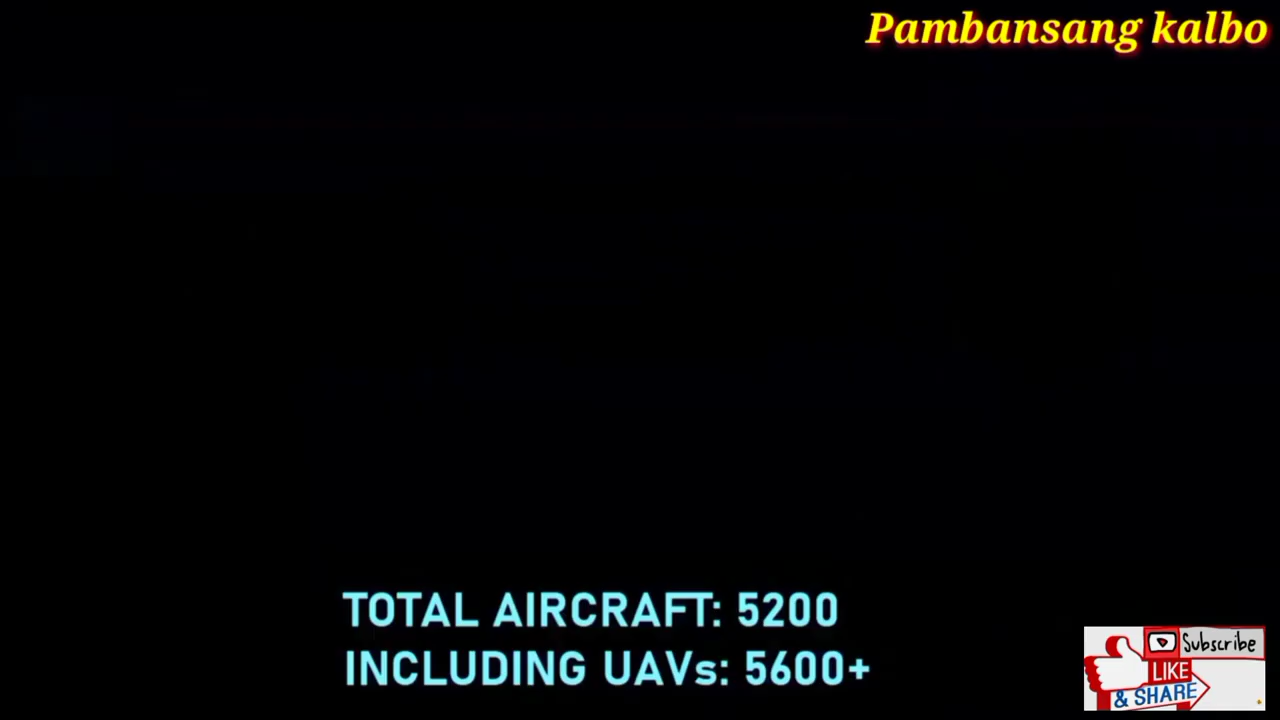 Pambansang kalbo
TOTAL AIRCRAFT: 5200
INCLUDING UAVs: 5600+
Subscribe
LIKE
& SHARE